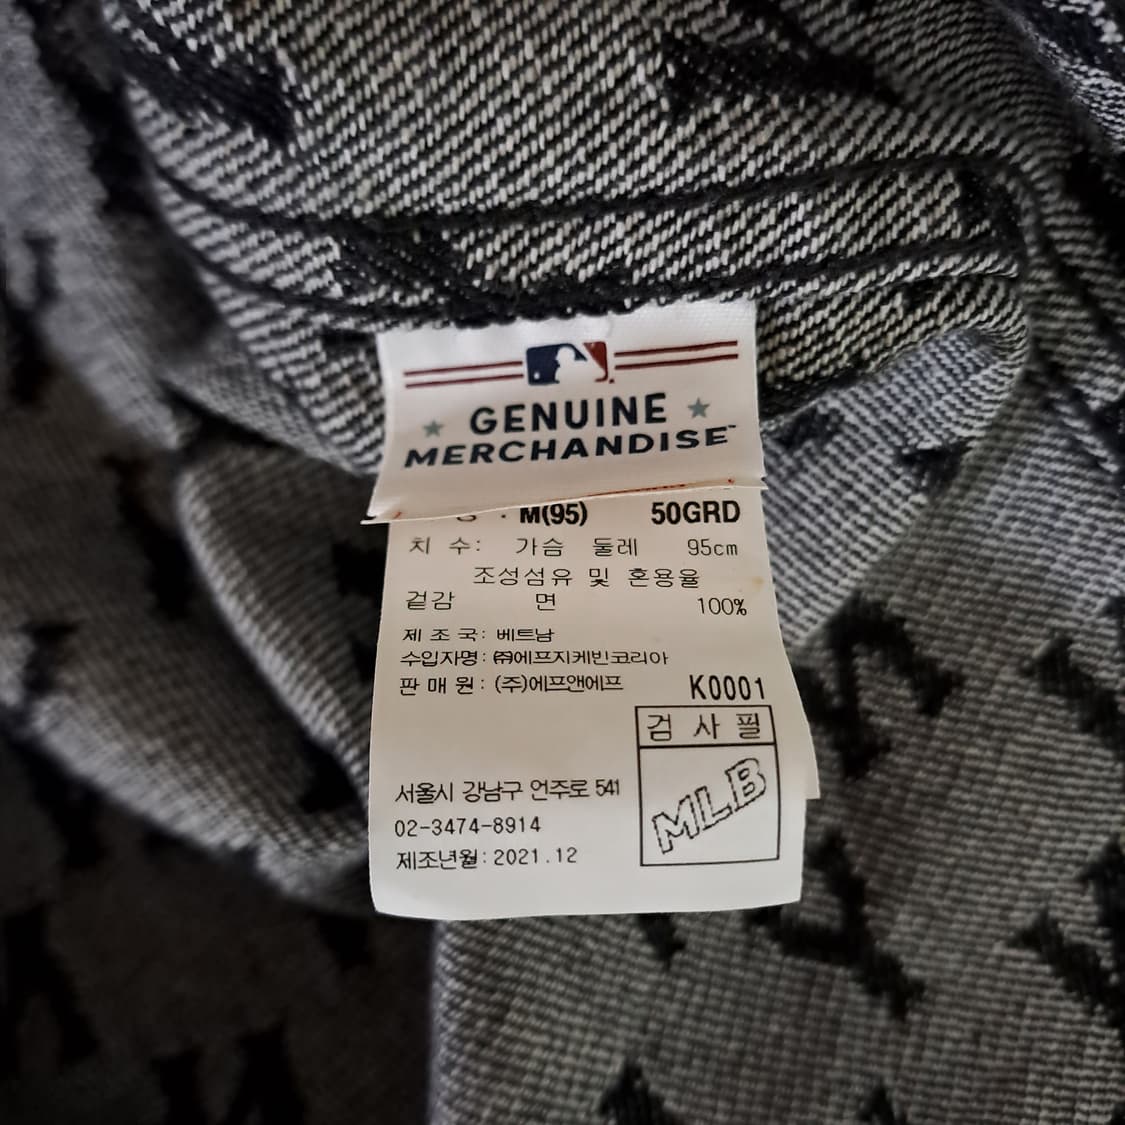 GENUINE
MERCHANDISE™
M(95) 50GRD
치 수: 가슴 둘레 95cm
조성섬유 및 혼용율
겉감 면 100%
제 조 국: 베트남
수입자명: ㈜에프지케빈코리아
판 매 원: (주)에프앤에프
K0001
검 사 필
MLB
서울시 강남구 언주로 541
02-3474-8914
제조년월: 2021.12